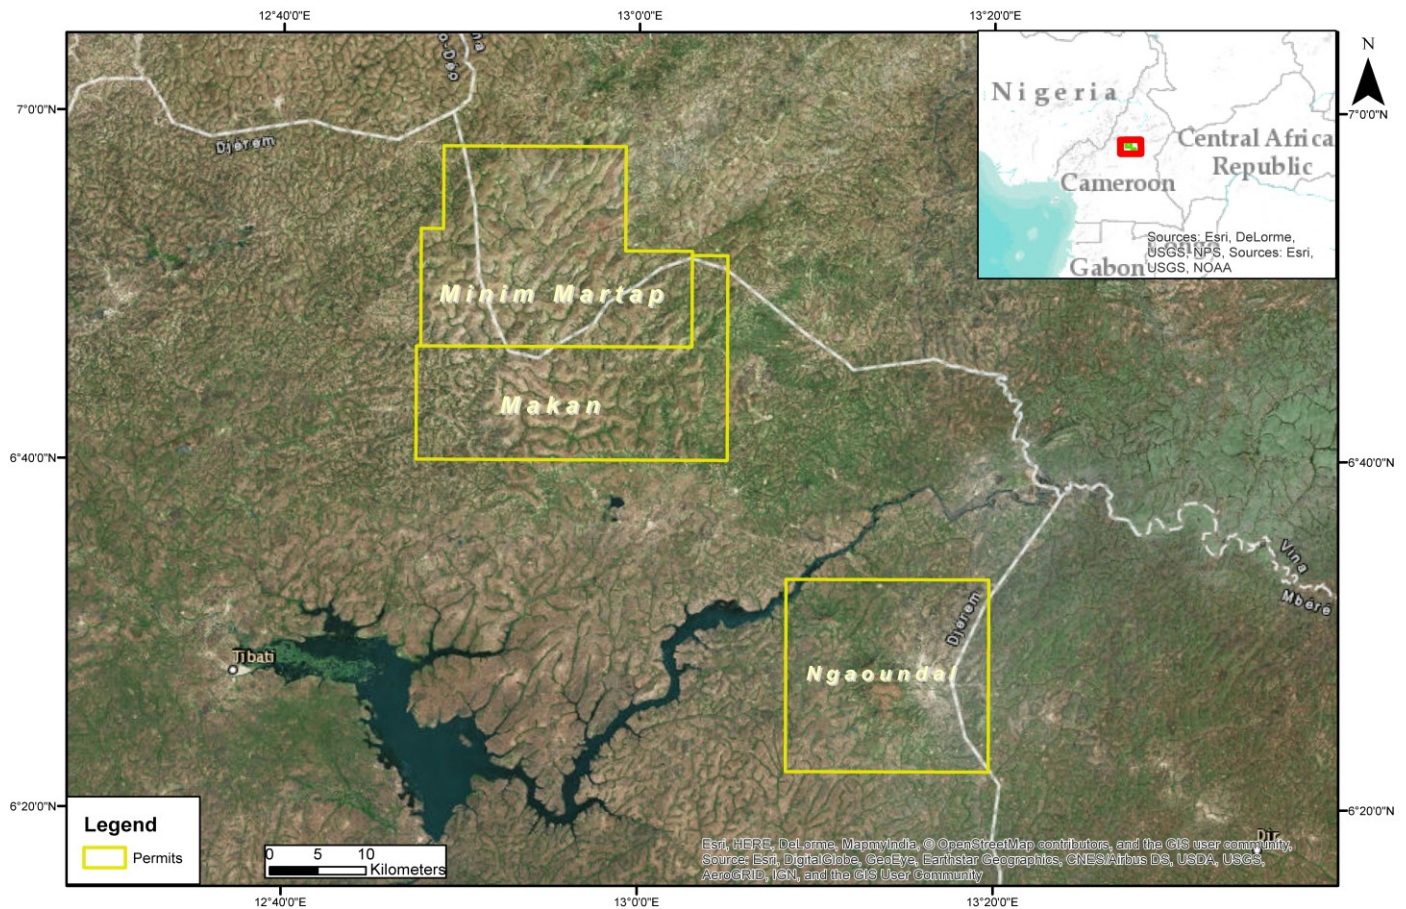 12°40'0"E
13°0'0"E
13°20'0"E
N
7°0'0"N
7°0'0"N
Djerem
Nigeria
Central Africa
Republic
Cameroon
Gabon
Congo
Sources: Esri, DeLorme,
USGS, NPS, Sources: Esri,
USGS, NOAA
Minim Martap
Makan
6°40'0"N
6°40'0"N
Vina
Mbéré
Djerem
Tibati
Ngaoundal
6°20'0"N
6°20'0"N
Legend
Permits
0 5 10
Kilometers
Dir
Esri, HERE, DeLorme, MapmyIndia, © OpenStreetMap contributors, and the GIS user community,
Source: Esri, DigitalGlobe, GeoEye, Earthstar Geographics, CNES/Airbus DS, USDA, USGS,
AeroGRID, IGN, and the GIS User Community
12°40'0"E
13°0'0"E
13°20'0"E